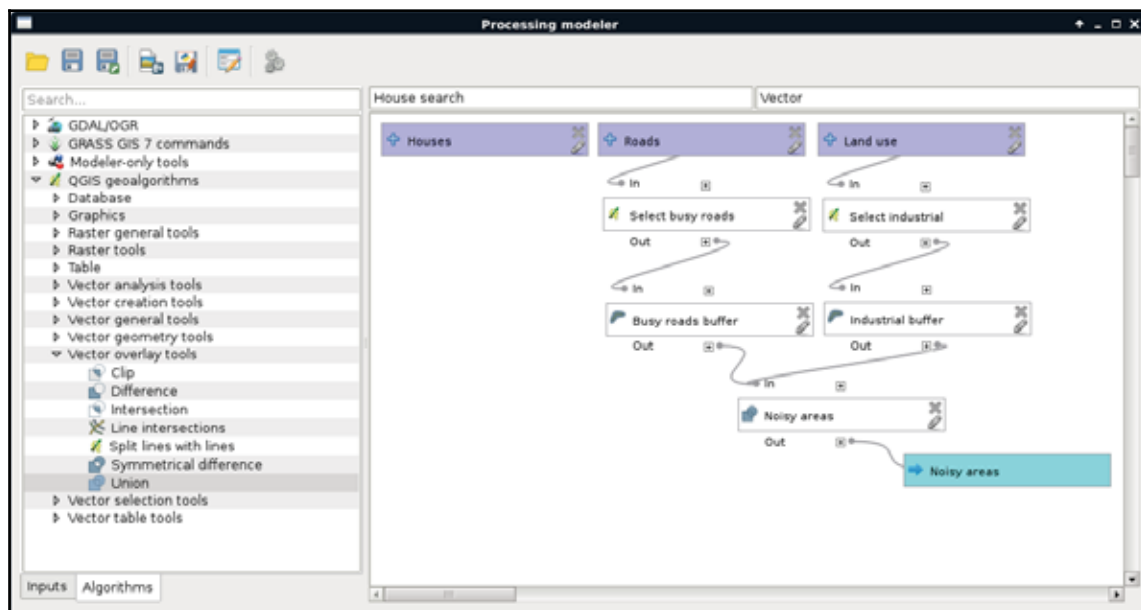 Processing modeler
Search...
House search
Vector
GDAL/OGR
GRASS GIS 7 commands
Modeler-only tools
QGIS geoalgorithms
Database
Graphics
Raster general tools
Raster tools
Table
Vector analysis tools
Vector creation tools
Vector general tools
Vector geometry tools
Vector overlay tools
Clip
Difference
Intersection
Line intersections
Split lines with lines
Symmetrical difference
Union
Vector selection tools
Vector table tools
Inputs
Algorithms
Houses
Roads
Land use
In
In
Select busy roads
Select industrial
Out
Out
In
In
Busy roads buffer
Industrial buffer
Out
Out
In
Noisy areas
Out
Noisy areas